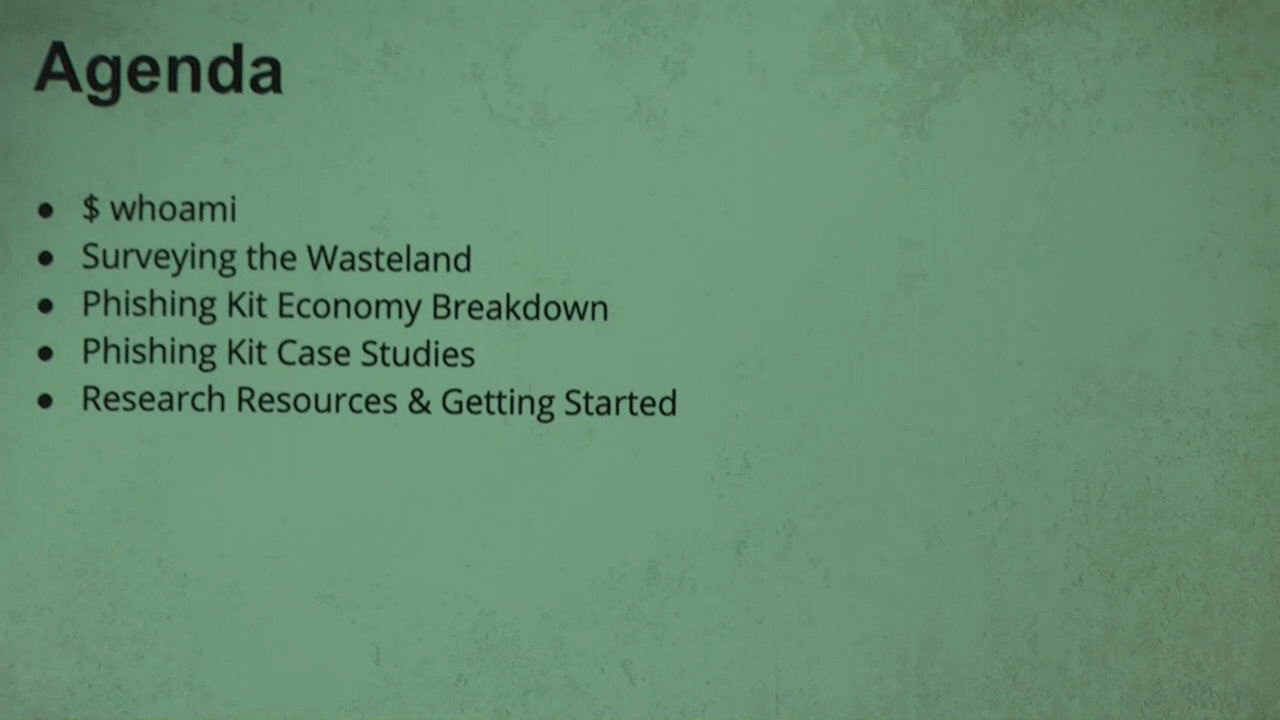 Agenda
● $ whoami
● Surveying the Wasteland
● Phishing Kit Economy Breakdown
● Phishing Kit Case Studies
● Research Resources & Getting Started